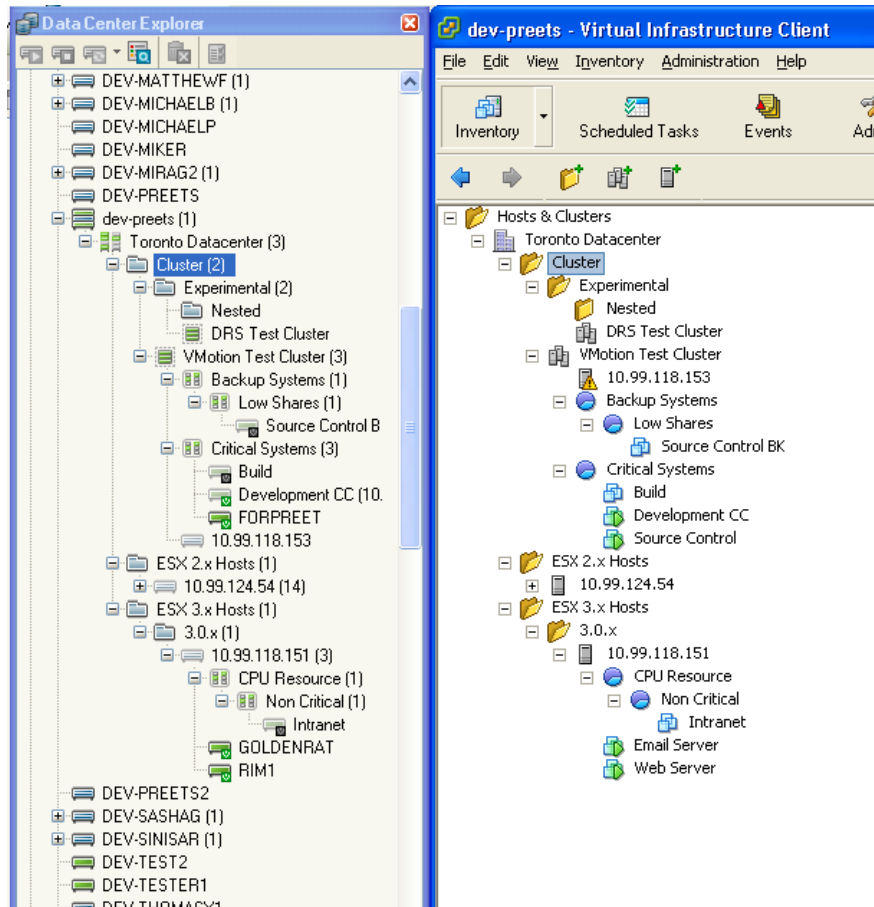 Data Center Explorer
DEV-MATTHEWF (1)
DEV-MICHAELB (1)
DEV-MICHAELP
DEV-MIKER
DEV-MIRAG2 (1)
DEV-PREETS
dev-preets (1)
Toronto Datacenter (3)
Cluster (2)
Experimental (2)
Nested
DRS Test Cluster
VMotion Test Cluster (3)
Backup Systems (1)
Low Shares (1)
Source Control B
Critical Systems (3)
Build
Development CC (10.
FORPREET
10.99.118.153
ESX 2.x Hosts (1)
10.99.124.54 (14)
ESX 3.x Hosts (1)
3.0.x (1)
10.99.118.151 (3)
CPU Resource (1)
Non Critical (1)
Intranet
GOLDENRAT
RIM1
DEV-PREETS2
DEV-SASHAG (1)
DEV-SINISAR (1)
DEV-TEST2
DEV-TESTER1
dev-preets - Virtual Infrastructure Client
File Edit View Inventory Administration Help
Inventory Scheduled Tasks Events Ad
Hosts & Clusters
Toronto Datacenter
Cluster
Experimental
Nested
DRS Test Cluster
VMotion Test Cluster
10.99.118.153
Backup Systems
Low Shares
Source Control BK
Critical Systems
Build
Development CC
Source Control
ESX 2.x Hosts
10.99.124.54
ESX 3.x Hosts
3.0.x
10.99.118.151
CPU Resource
Non Critical
Intranet
Email Server
Web Server